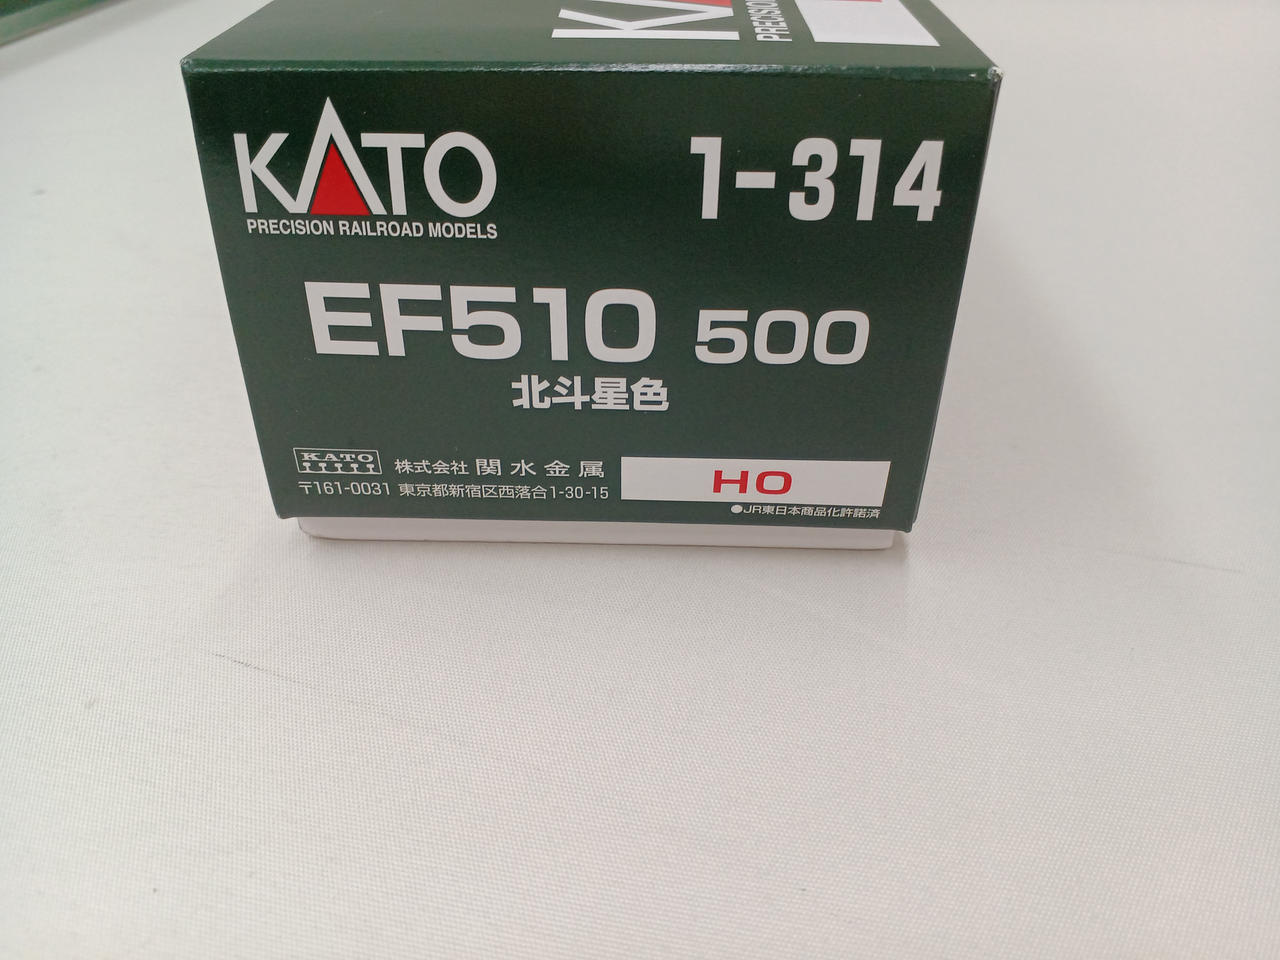 KATO
PRECISION RAILROAD MODELS
1-314
EF510 500
北斗星色
KATO 株式会社 関水金属
〒161-0031 東京都新宿区西落合1-30-15
HO
●JR東日本商品化許諾済